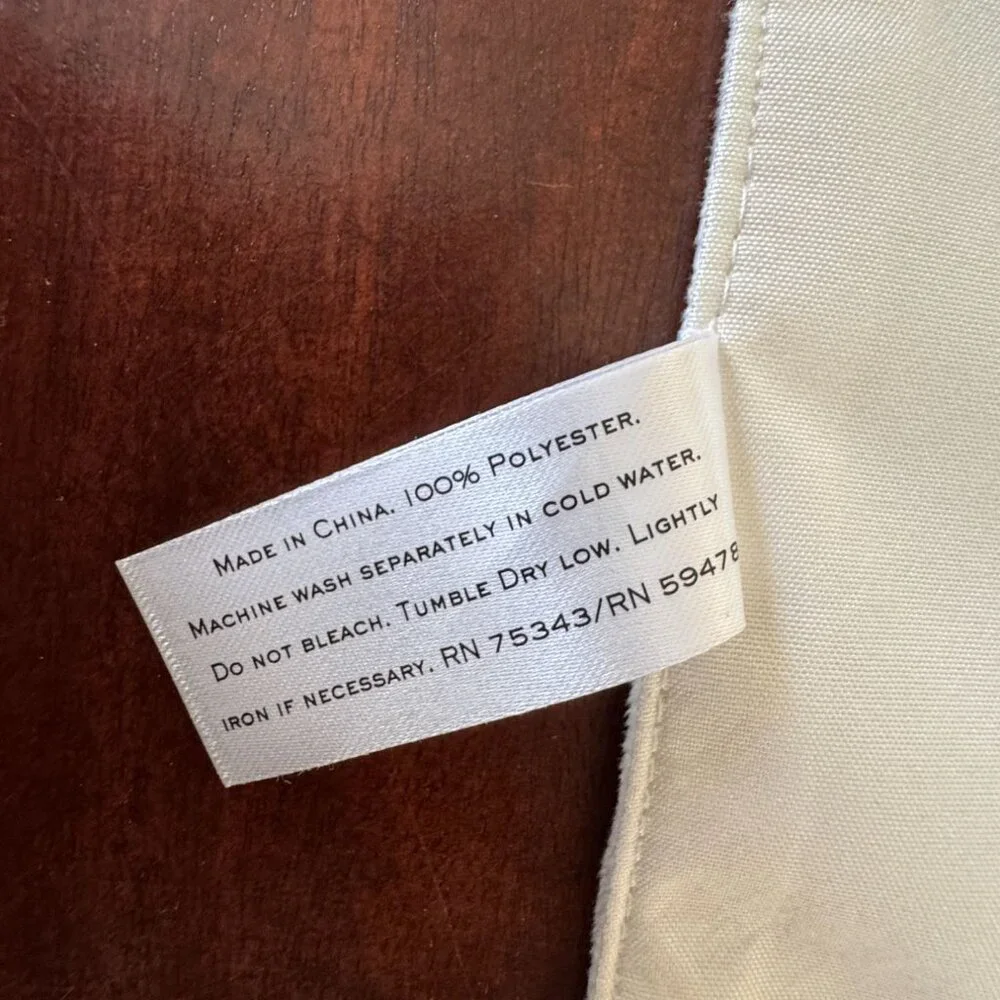 MADE IN CHINA. 100% POLYESTER.
MACHINE WASH SEPARATELY IN COLD WATER.
DO NOT BLEACH. TUMBLE DRY LOW. LIGHTLY
IRON IF NECESSARY. RN 75343/RN 59478